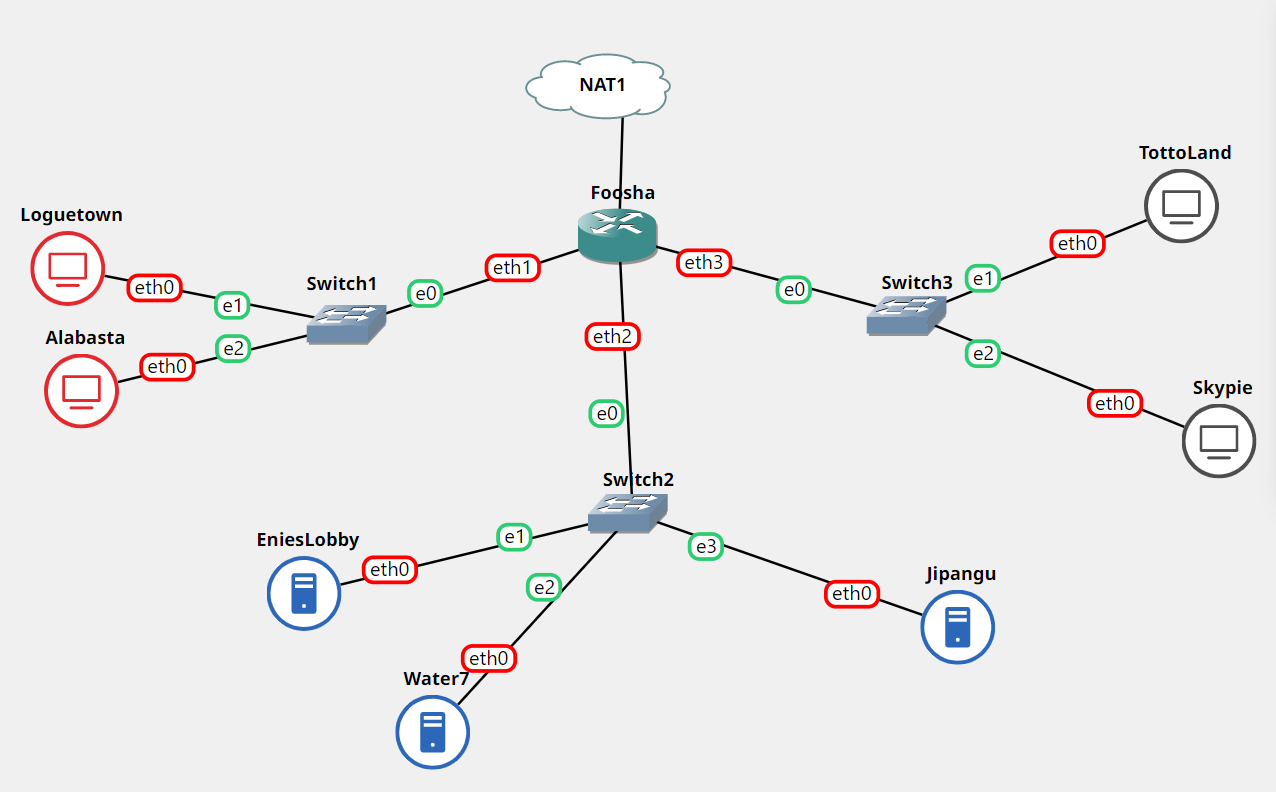 NAT1
Foosha
TottoLand
Loguetown
eth0
e1
Switch1
e0
eth1
eth3
e0
Switch3
e1
eth0
Alabasta
eth0
e2
eth2
e2
eth0
Skypie
e0
Switch2
EniesLobby
eth0
e1
e3
e2
eth0
Jipangu
eth0
Water7